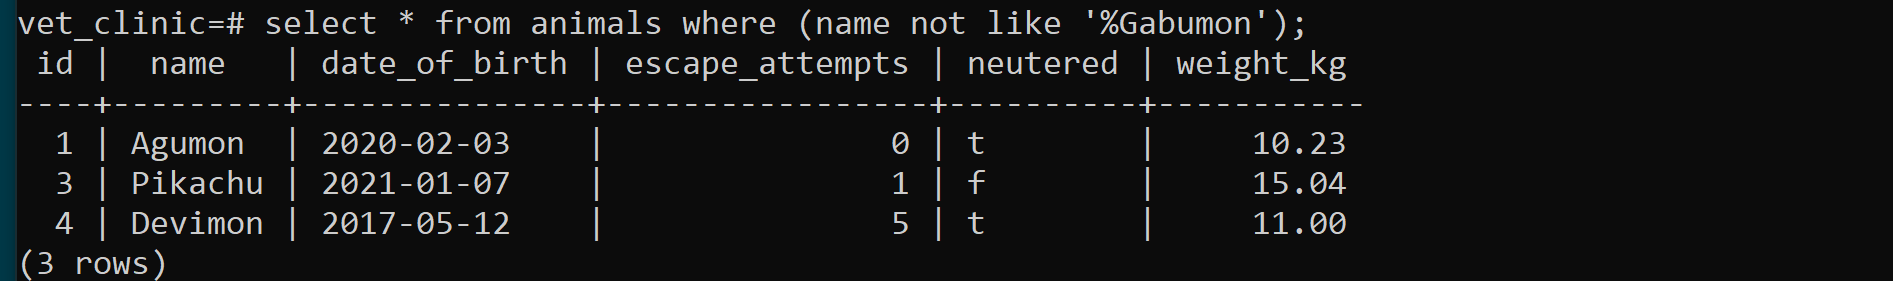 vet_clinic=# select * from animals where (name not like '%Gabumon');
 id |  name   | date_of_birth | escape_attempts | neutered | weight_kg
----+---------+---------------+-----------------+----------+-----------
  1 | Agumon  | 2020-02-03    |               0 | t        |     10.23
  3 | Pikachu | 2021-01-07    |               1 | f        |     15.04
  4 | Devimon | 2017-05-12    |               5 | t        |     11.00
(3 rows)